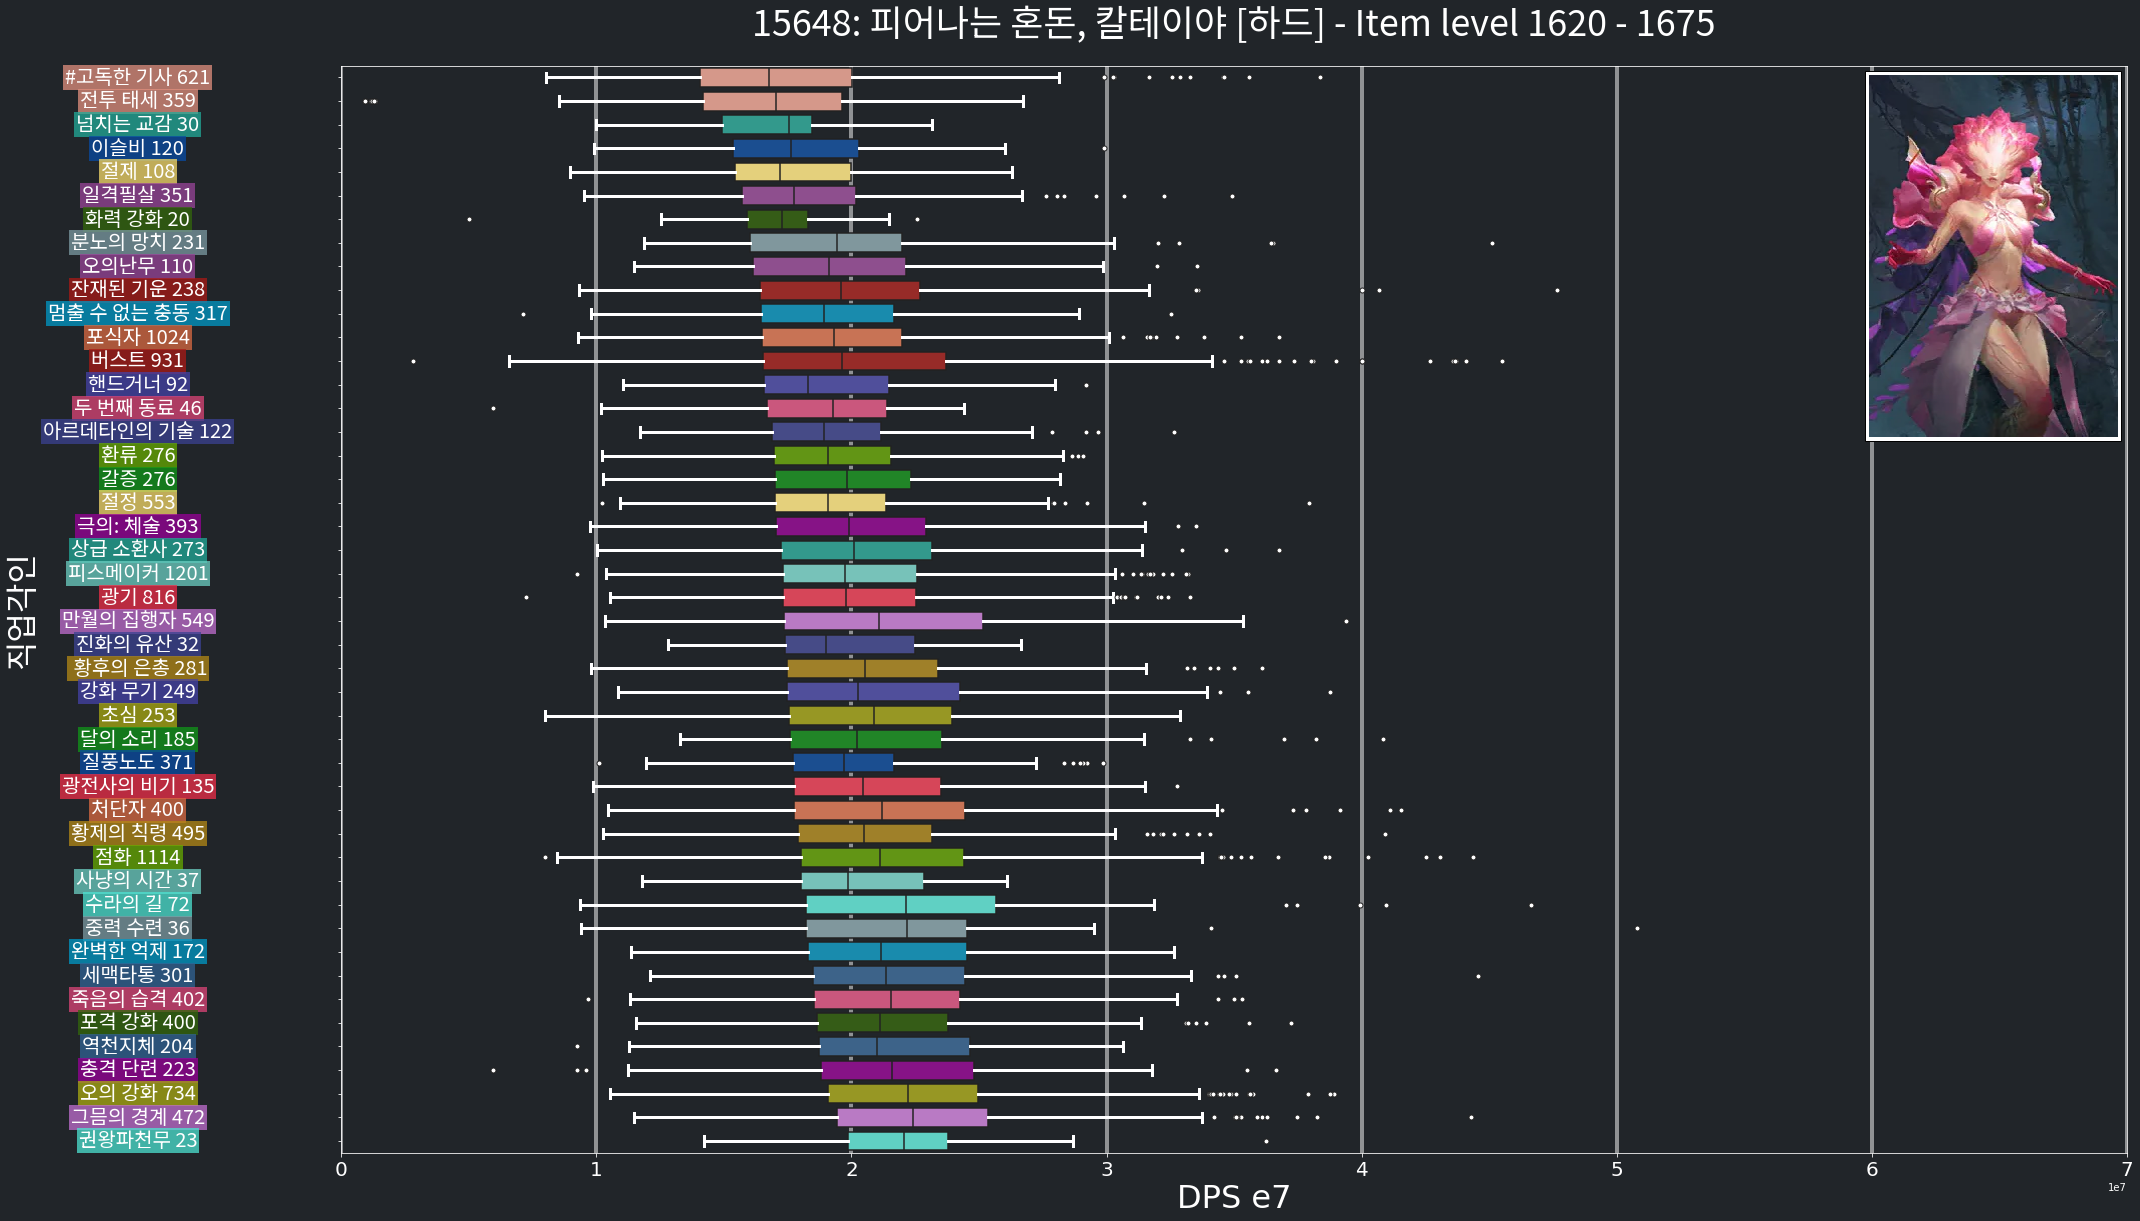 15648: 피어나는 혼돈, 칼테이야 [하드] - Item level 1620 - 1675
#고독한 기사 621
전투 태세 359
넘치는 교감 30
이슬비 120
절제 108
일격필살 351
화력 강화 20
분노의 망치 231
오의난무 110
잔재된 기운 238
멈출 수 없는 충동 317
포식자 1024
버스트 931
핸드거너 92
두 번째 동료 46
아르데타인의 기술 122
환류 276
갈증 276
절정 553
극의: 체술 393
상급 소환사 273
피스메이커 1201
광기 816
만월의 집행자 549
진화의 유산 32
황후의 은총 281
강화 무기 249
초심 253
달의 소리 185
질풍노도 371
광전사의 비기 135
처단자 400
황제의 칙령 495
점화 1114
사냥의 시간 37
수라의 길 72
중력 수련 36
완벽한 억제 172
세맥타통 301
죽음의 습격 402
포격 강화 400
역천지체 204
충격 단련 223
오의 강화 734
그믐의 경계 472
권왕파천무 23
직업각인
0 1 2 3 4 5 6 7
DPS e7
1e7